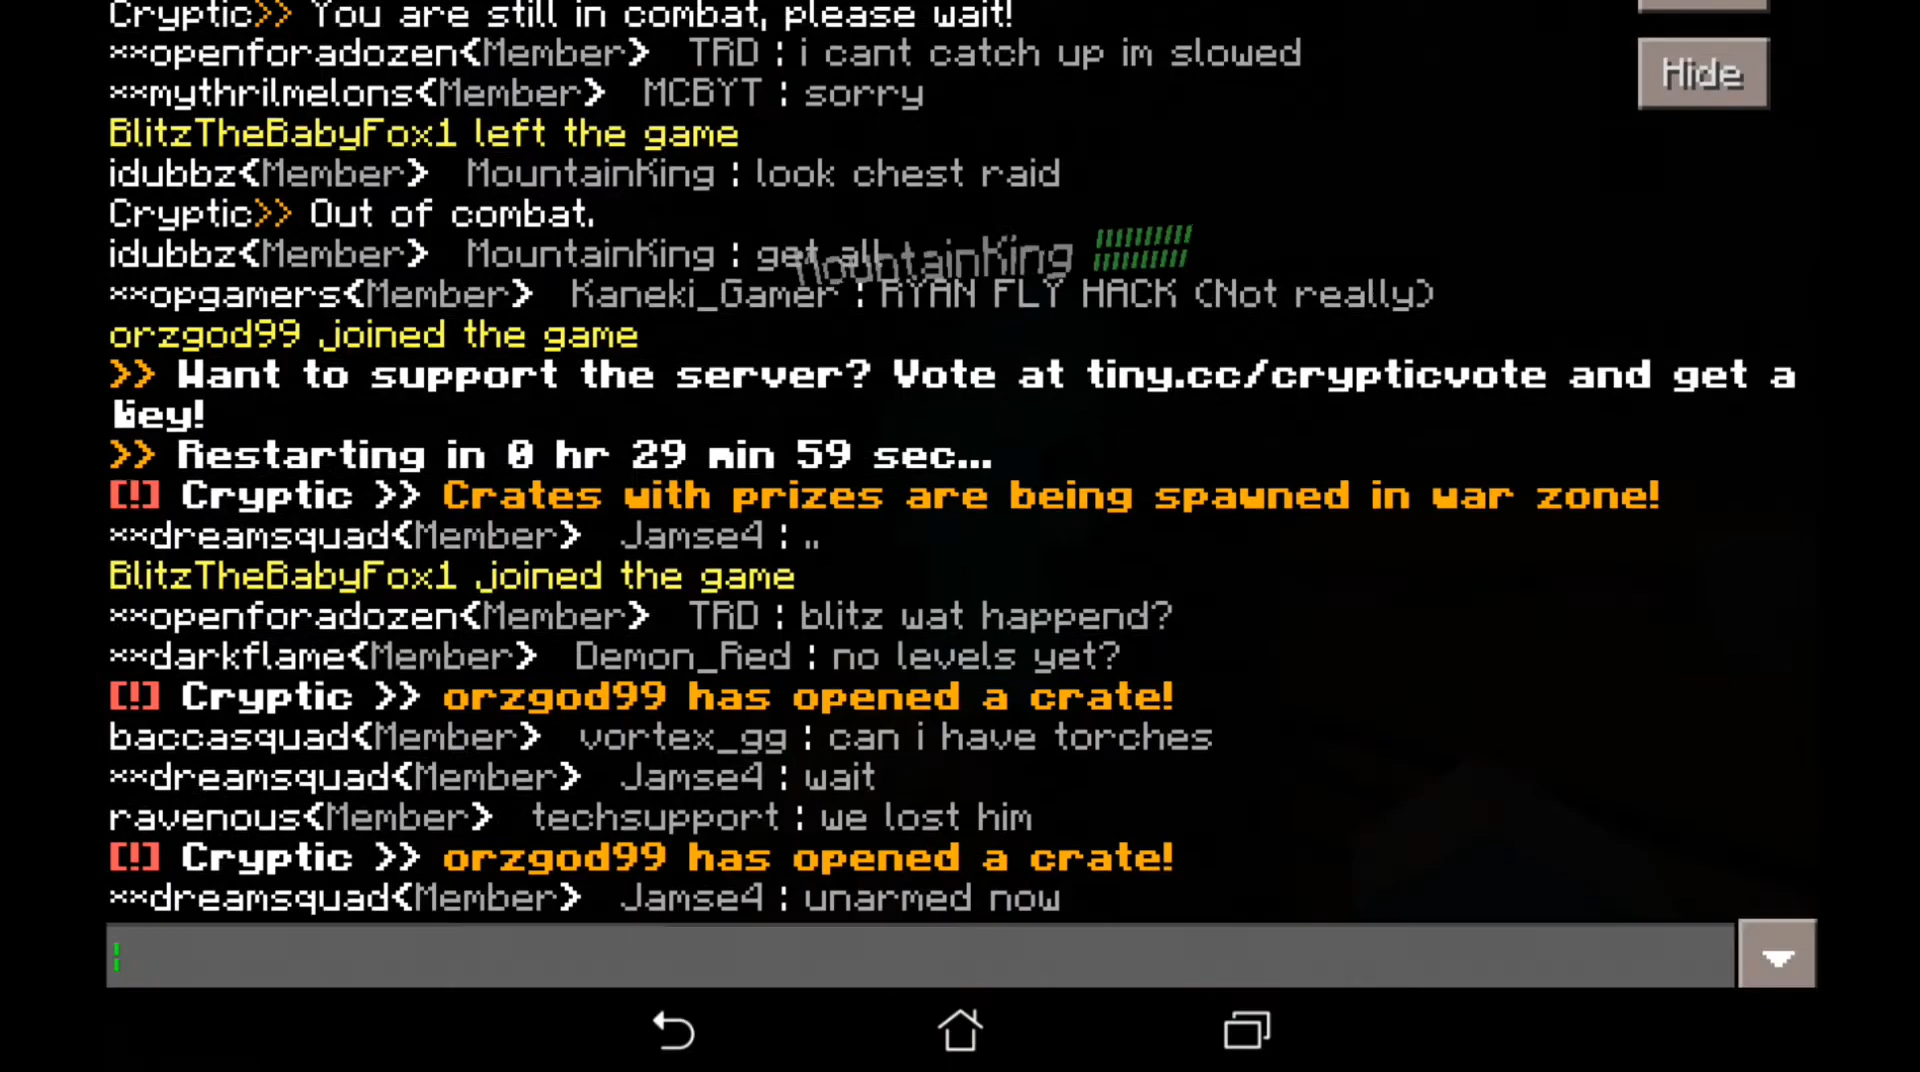 Cryptic>> You are still in combat, please wait!
Hide
**openforadozen<Member> TRD : i cant catch up im slowed
**mythrilmelons<Member> MCBYT : sorry
BlitzTheBabyFox1 left the game
idubbz<Member> MountainKing : look chest raid
Cryptic>> Out of combat.
idubbz<Member> MountainKing : get all
MountainKing
**opgamers<Member> Kaneki_Gamer : RYAN FLY HACK (Not really)
orzgod99 joined the game
>> Want to support the server? Vote at tiny.cc/crypticvote and get a
key!
>> Restarting in 0 hr 29 min 59 sec...
[!] Cryptic >> Crates with prizes are being spawned in war zone!
**dreamsquad<Member> Jamse4 : ..
BlitzTheBabyFox1 joined the game
**openforadozen<Member> TRD : blitz wat happend?
**darkflame<Member> Demon_Red : no levels yet?
[!] Cryptic >> orzgod99 has opened a crate!
baccasquad<Member> vortex_gg : can i have torches
**dreamsquad<Member> Jamse4 : wait
ravenous<Member> techsupport : we lost him
[!] Cryptic >> orzgod99 has opened a crate!
**dreamsquad<Member> Jamse4 : unarmed now